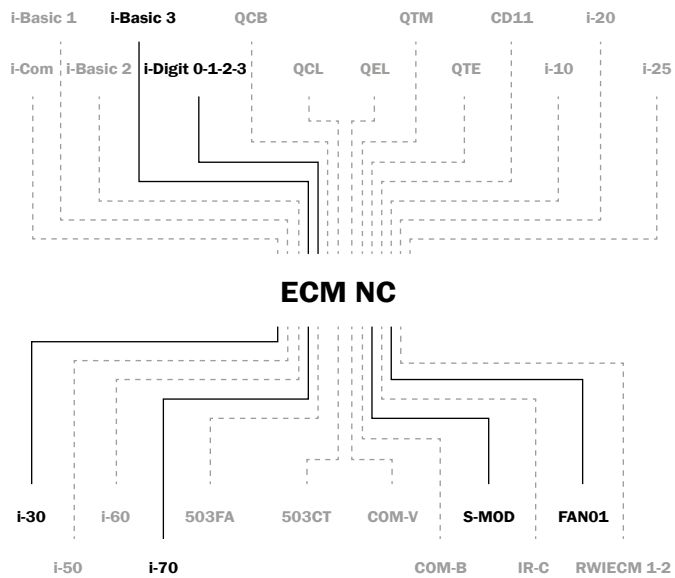 i-Basic 1 i-Basic 3 QCB QTM CD11 i-20
i-Com i-Basic 2 i-Digit 0-1-2-3 QCL QEL QTE i-10 i-25
ECM NC
i-30 i-60 503FA 503CT COM-V S-MOD FAN01
i-50 i-70 COM-B IR-C RWIECM 1-2